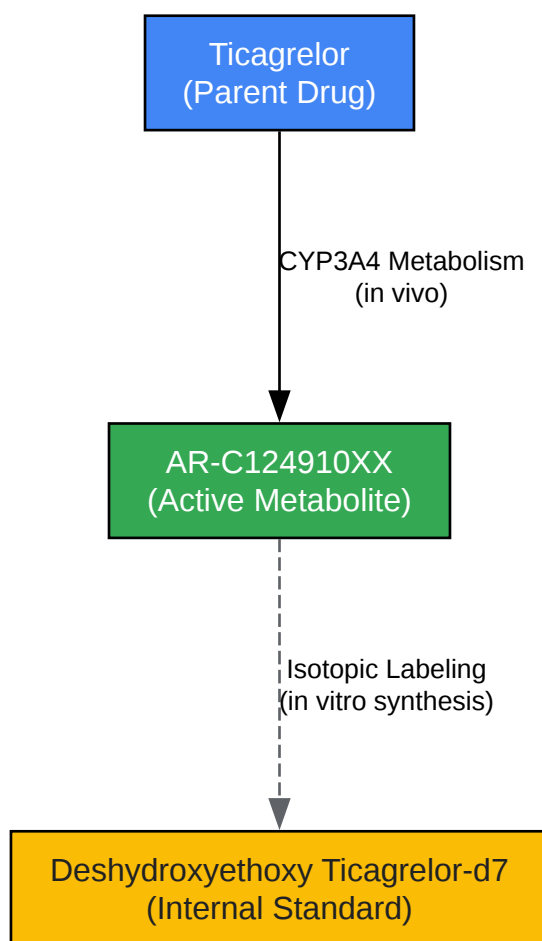 Ticagrelor
(Parent Drug)
CYP3A4 Metabolism
(in vivo)
AR-C124910XX
(Active Metabolite)
Isotopic Labeling
(in vitro synthesis)
Deshydroxyethoxy Ticagrelor-d7
(Internal Standard)